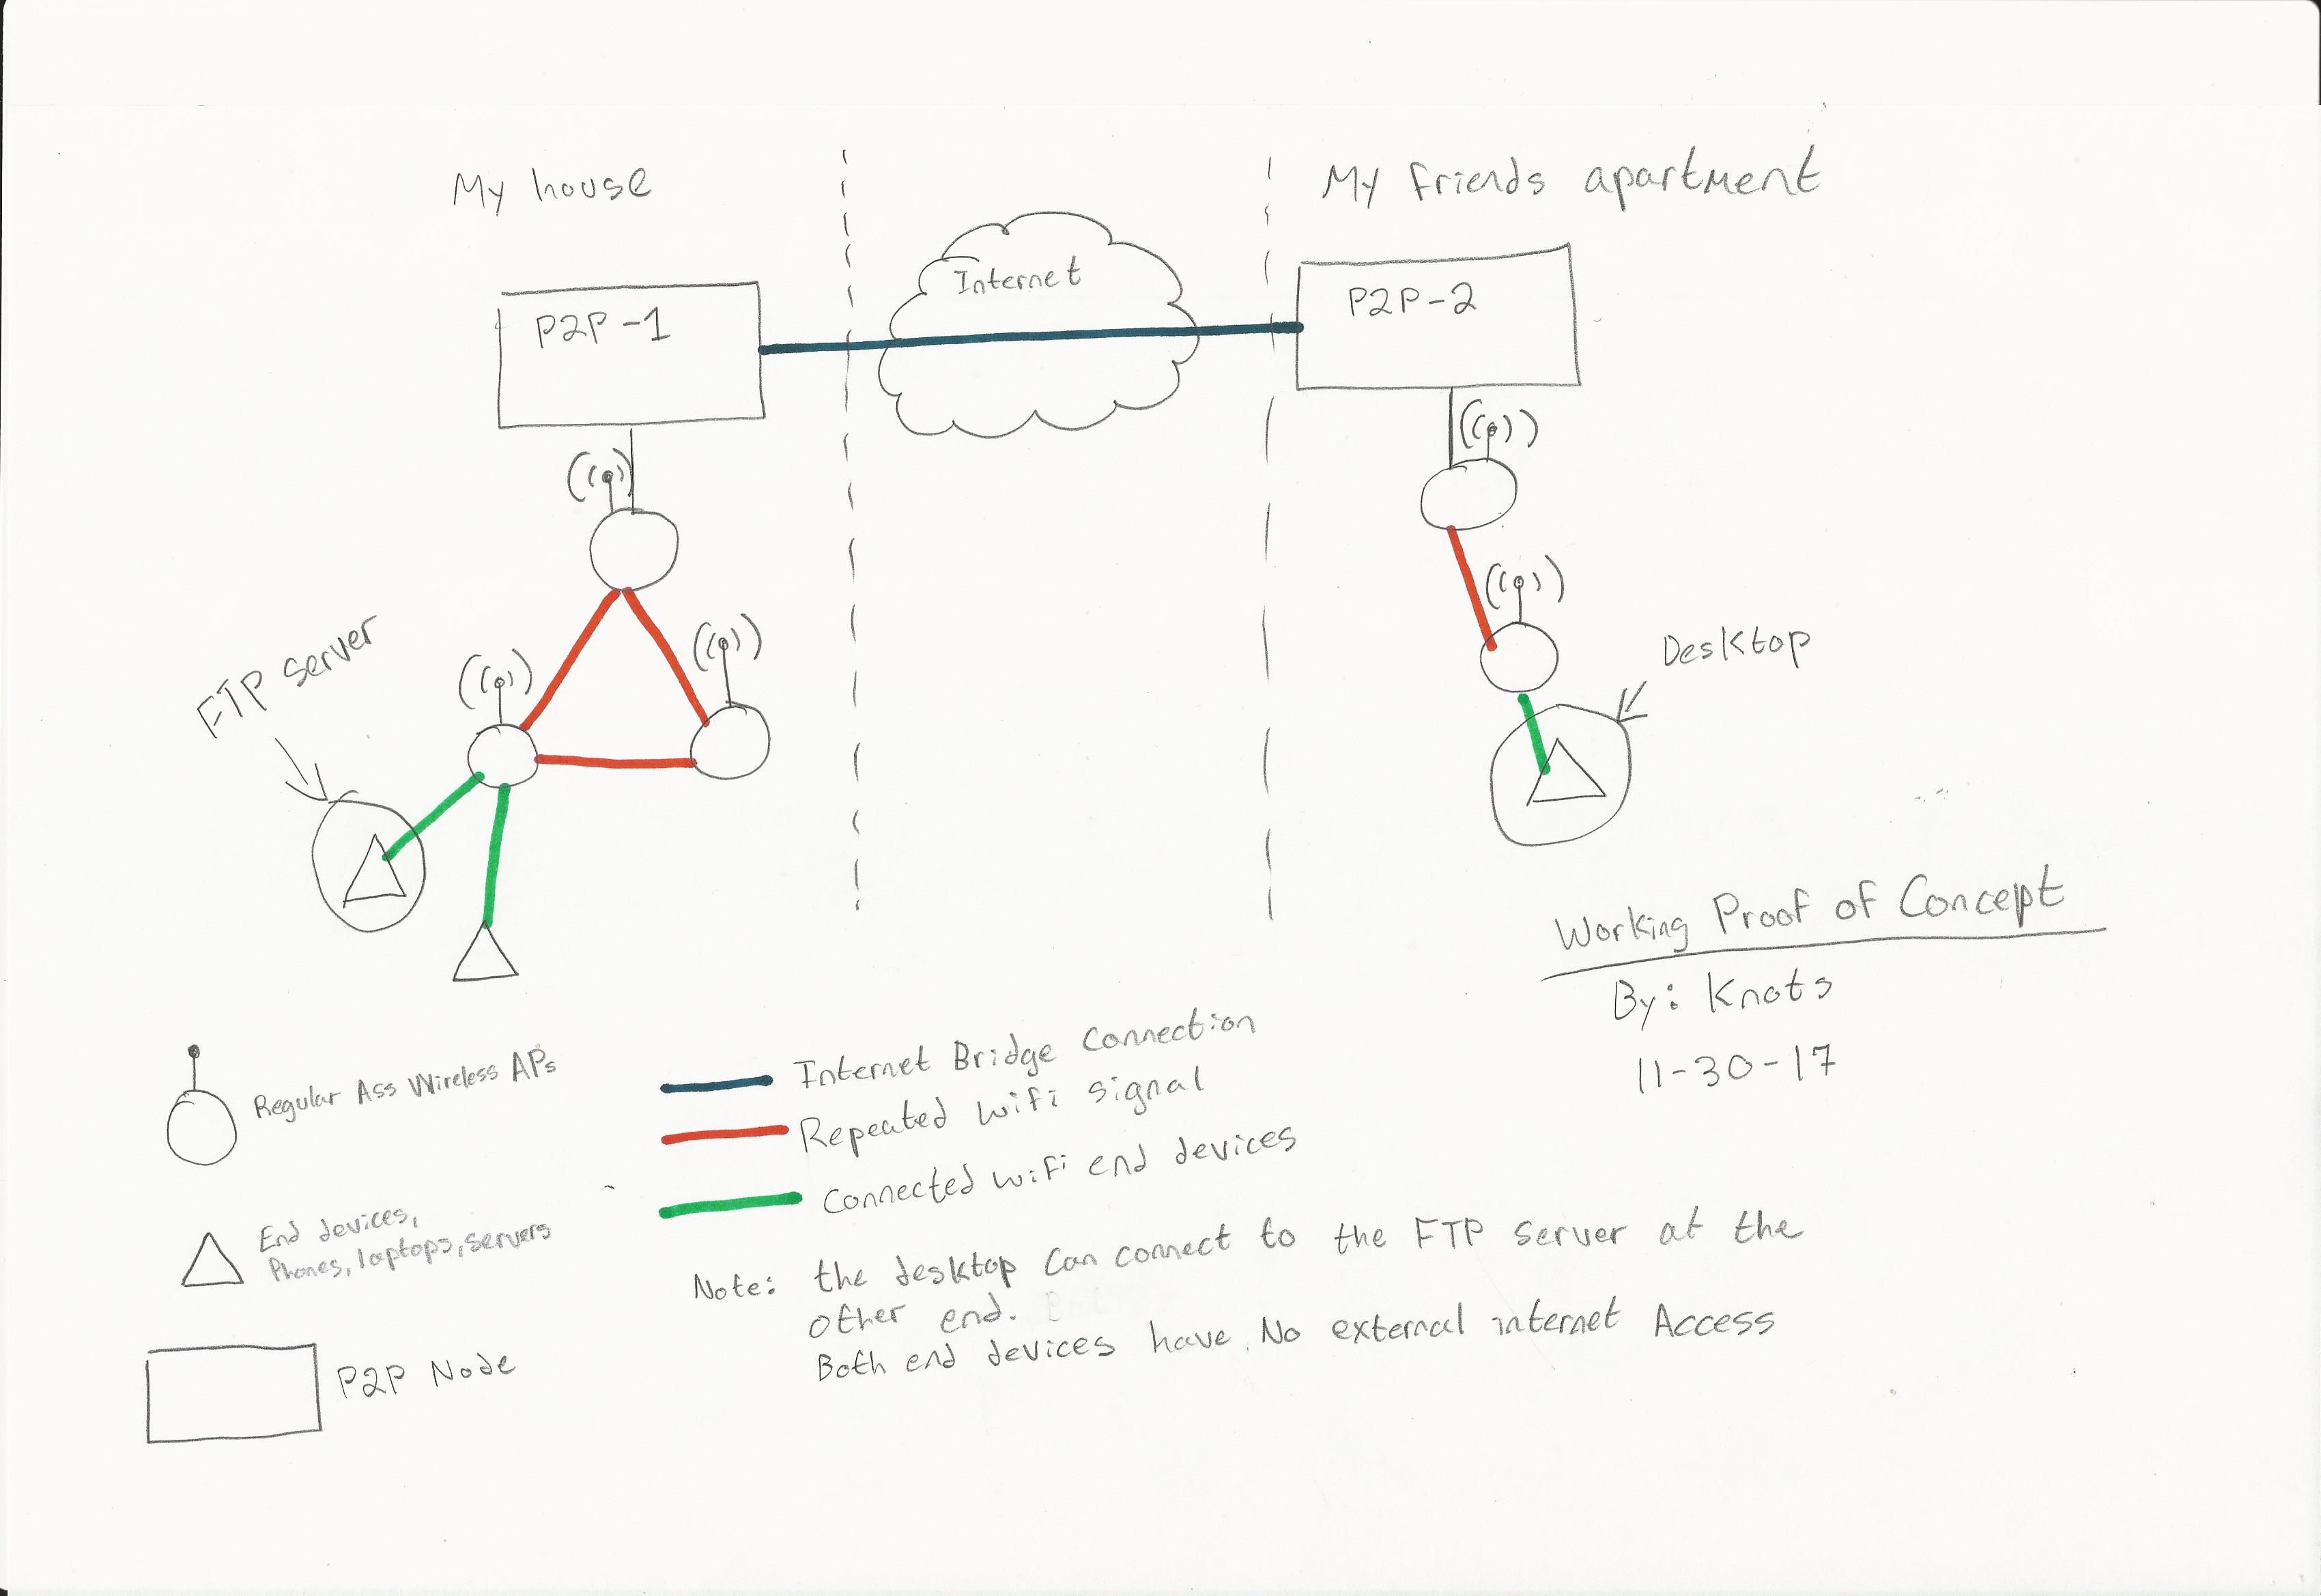 My house
My friends apartment
Internet
P2P-1
P2P-2
FTP server
Desktop
Working Proof of Concept
By: Knots
11-30-17
Regular Ass Wireless APs
End devices,
Phones, laptops, servers
P2P Node
Internet Bridge Connection
Repeated wifi signal
Connected wifi end devices
Note: the desktop can connect to the FTP server at the
other end.
Both end devices have No external internet Access